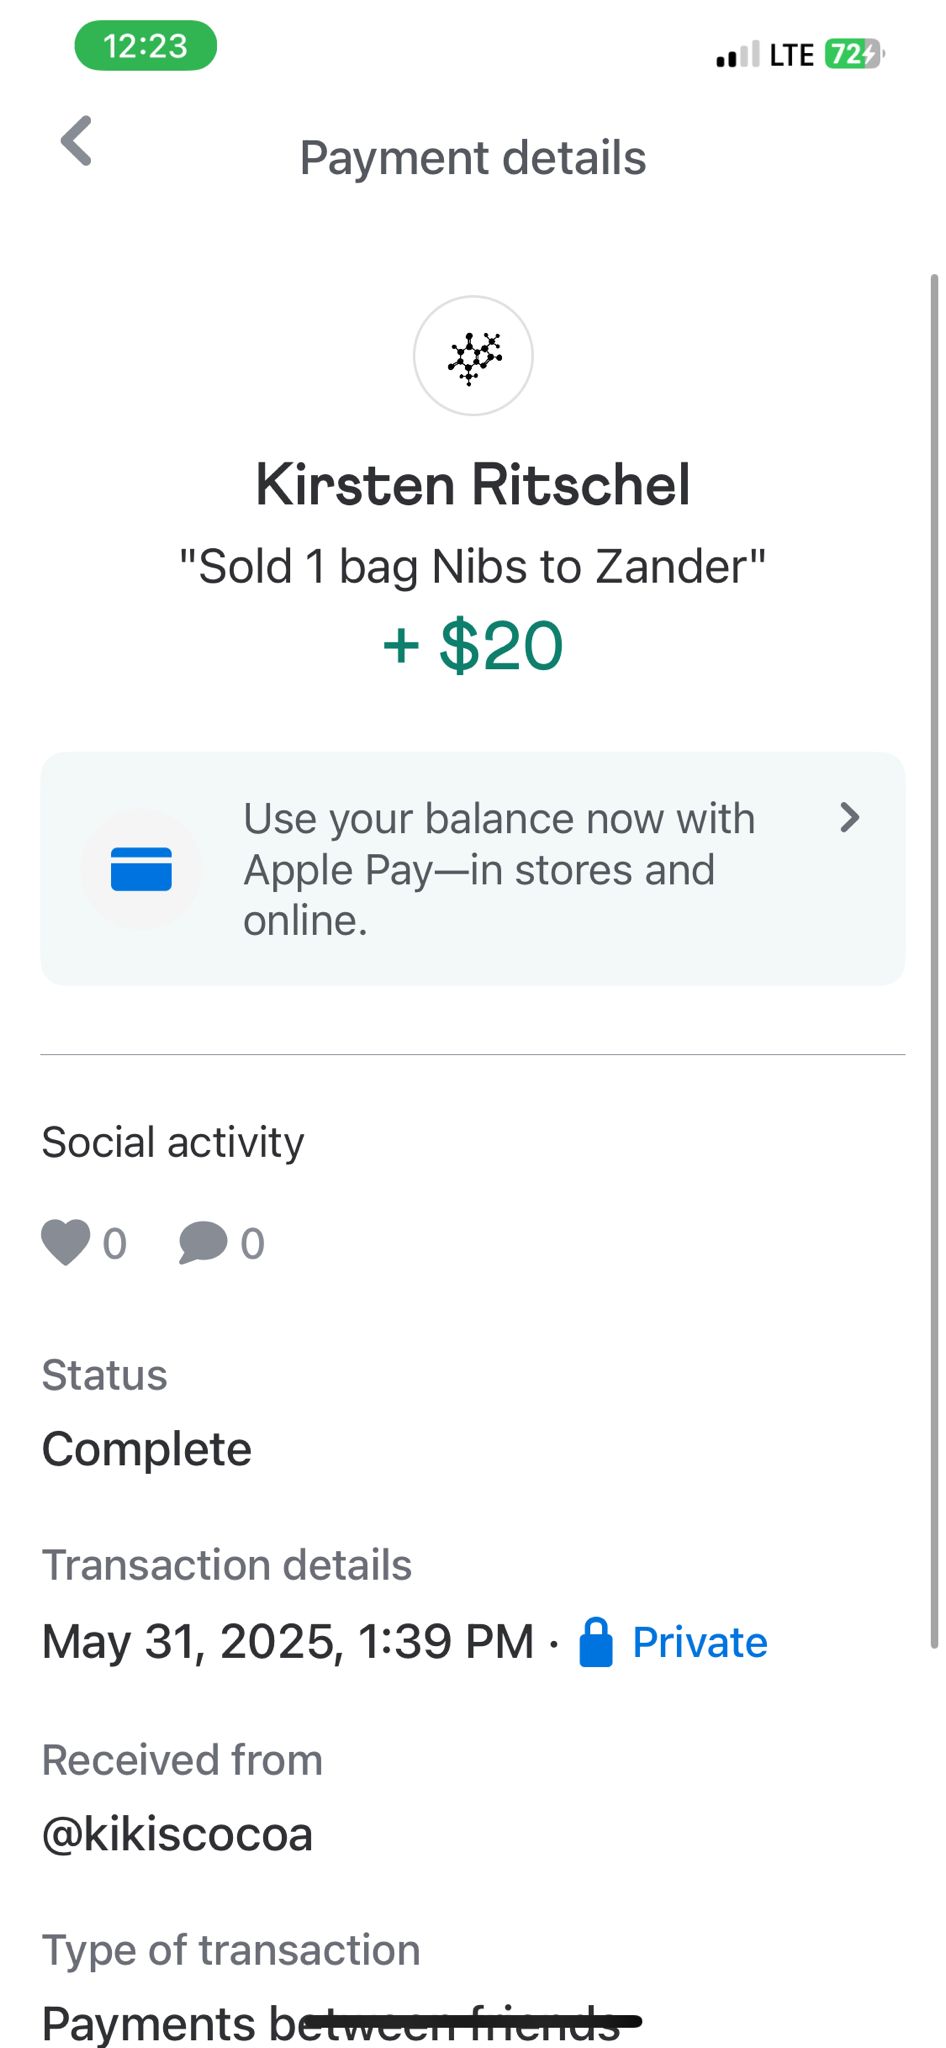 12:23
LTE 72
Payment details
Kirsten Ritschel
"Sold 1 bag Nibs to Zander"
+ $20
Use your balance now with
Apple Pay—in stores and
online.
Social activity
0 0
Status
Complete
Transaction details
May 31, 2025, 1:39 PM · Private
Received from
@kikiscocoa
Type of transaction
Payments between friends